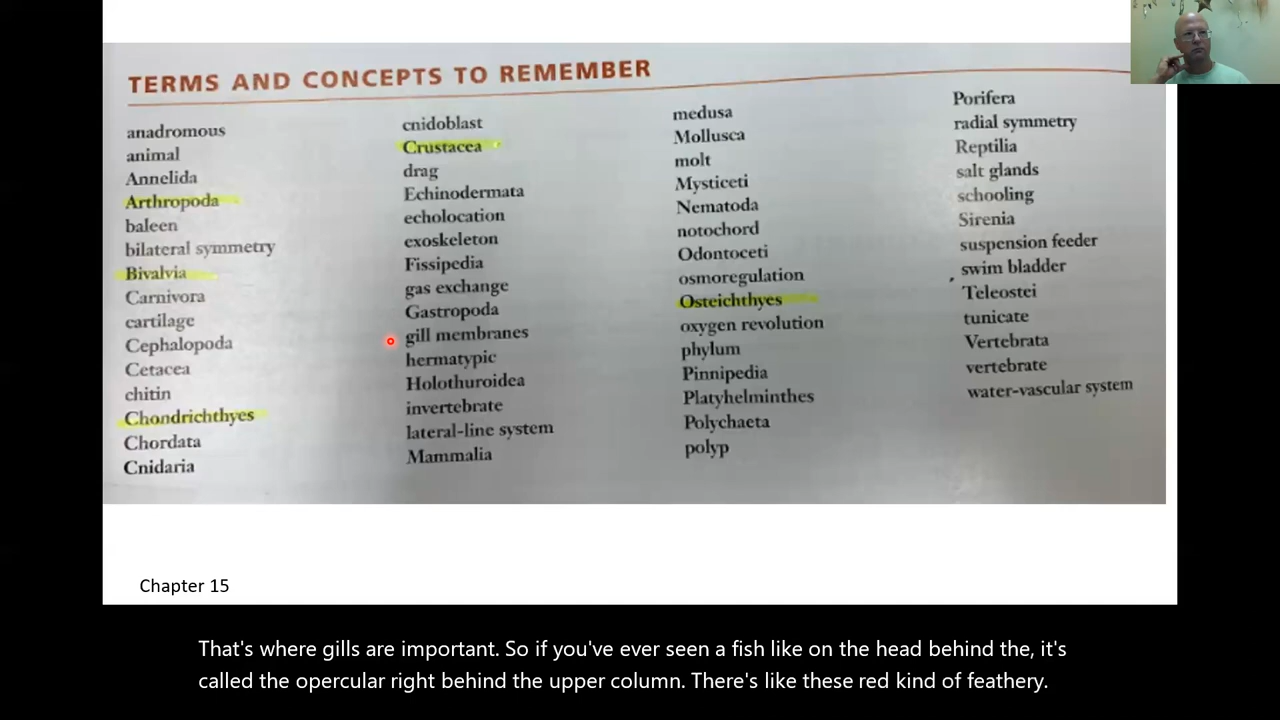 TERMS AND CONCEPTS TO REMEMBER
anadromous
animal
Annelida
Arthropoda
baleen
bilateral symmetry
Bivalvia
Carnivora
cartilage
Cephalopoda
Cetacea
chitin
Chondrichthyes
Chordata
Cnidaria
cnidoblast
Crustacea
drag
Echinodermata
echolocation
exoskeleton
Fissipedia
gas exchange
Gastropoda
gill membranes
hermatypic
Holothuroidea
invertebrate
lateral-line system
Mammalia
medusa
Mollusca
molt
Mysticeti
Nematoda
notochord
Odontoceti
osmoregulation
Osteichthyes
oxygen revolution
phylum
Pinnipedia
Platyhelminthes
Polychaeta
polyp
Porifera
radial symmetry
Reptilia
salt glands
schooling
Sirenia
suspension feeder
swim bladder
Teleostei
tunicate
Vertebrata
vertebrate
water-vascular system
Chapter 15
That's where gills are important. So if you've ever seen a fish like on the head behind the, it's
called the opercular right behind the upper column. There's like these red kind of feathery.